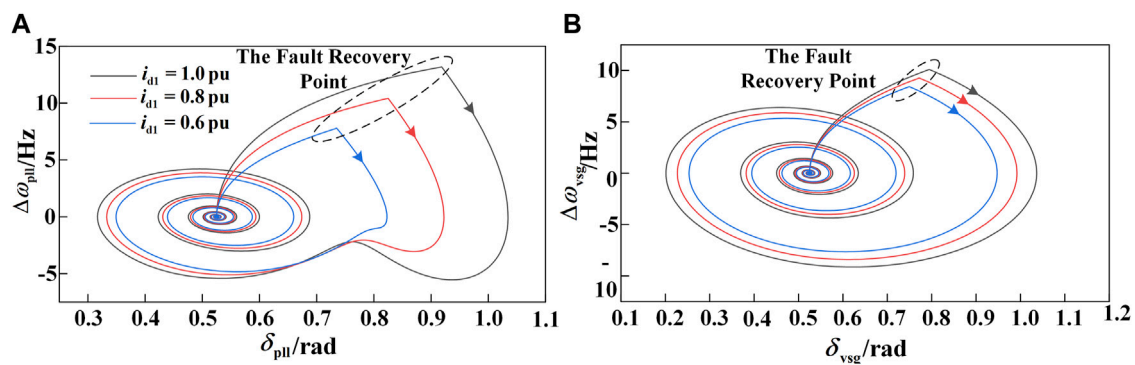 A
15
10
5
0
-5
Δω_pll/Hz
i_d1 = 1.0 pu
i_d1 = 0.8 pu
i_d1 = 0.6 pu
The Fault Recovery
Point
0.3 0.4 0.5 0.6 0.7 0.8 0.9 1.0 1.1
δ_pll/rad
B
10
5
0
-5
-
10
Δω_vsg/Hz
The Fault
Recovery Point
0.1 0.2 0.3 0.4 0.5 0.6 0.7 0.8 0.9 1.0 1.1 1.2
δ_vsg/rad